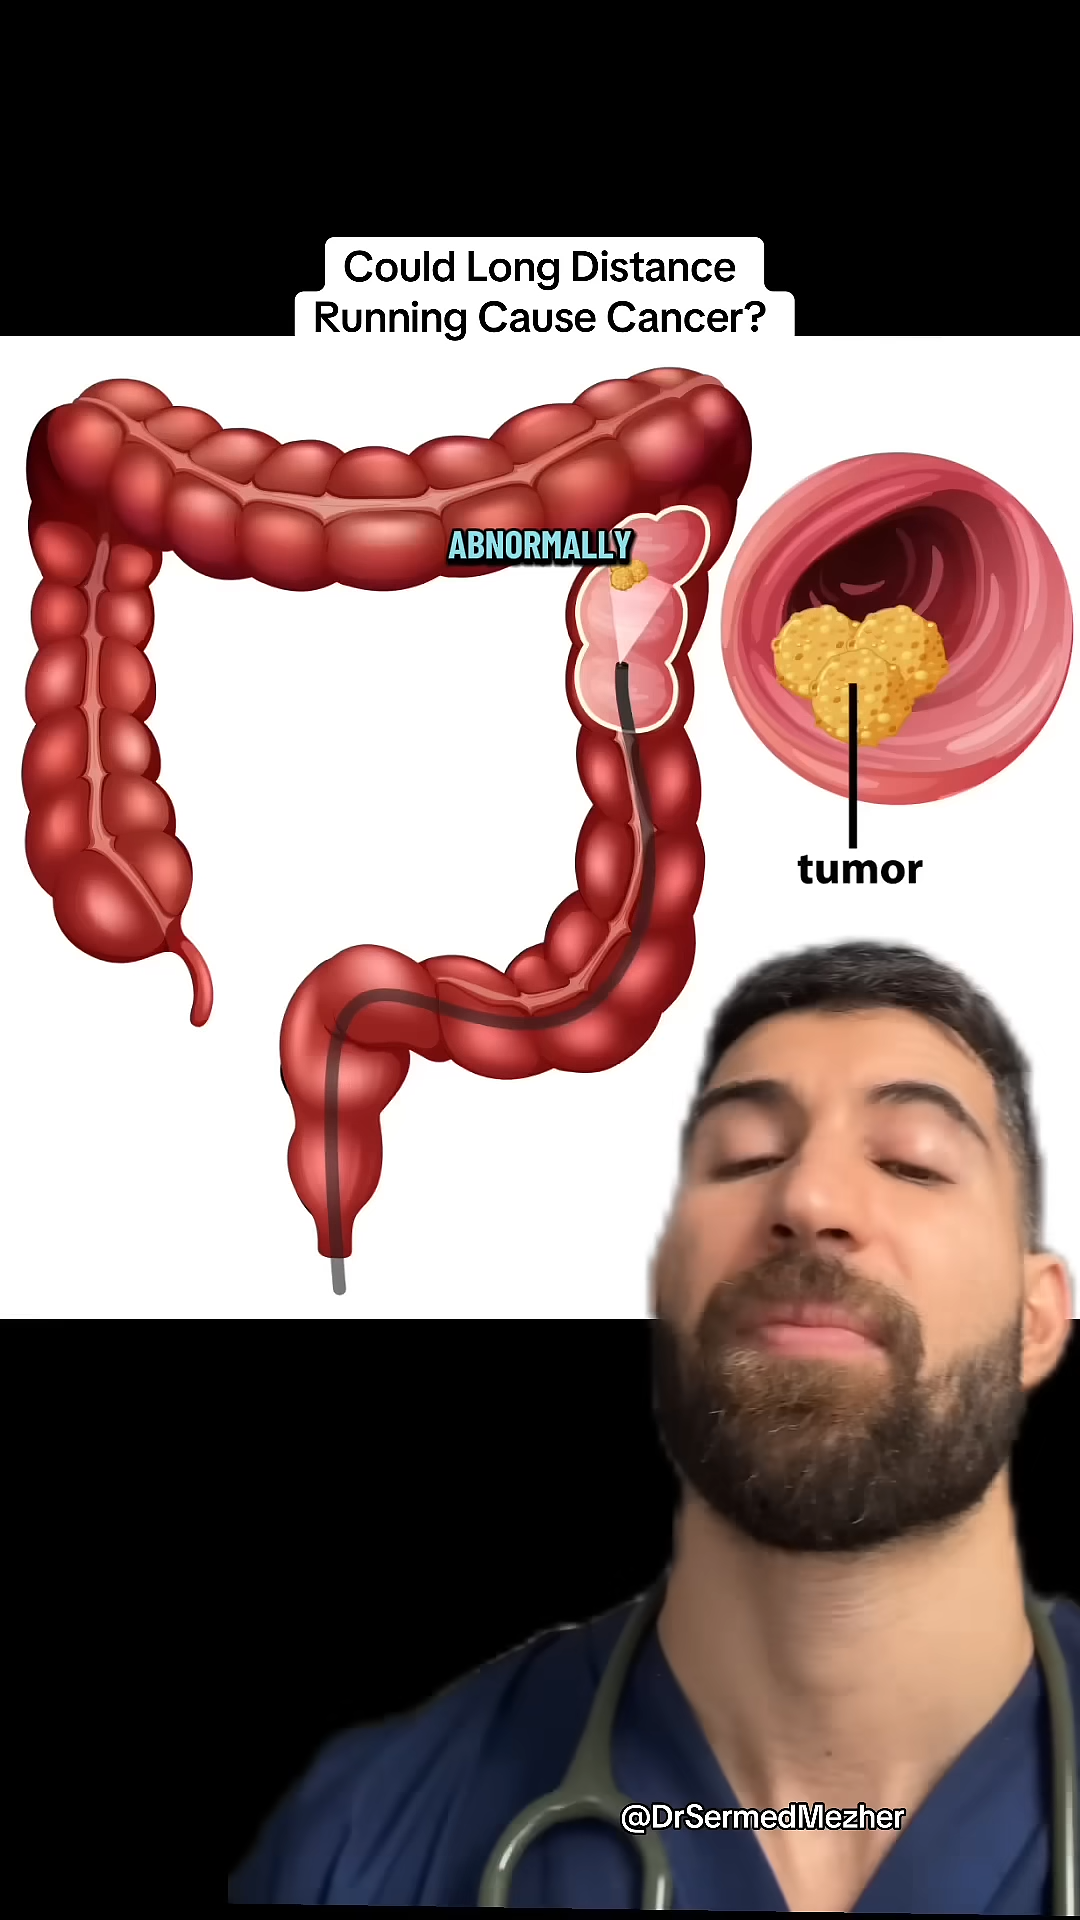 Could Long Distance
Running Cause Cancer?
ABNORMALLY
tumor
@DrSermedMezher